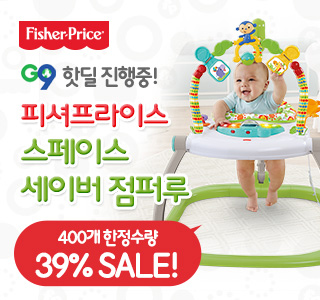 Fisher-Price
G9 핫딜 진행중!
피셔프라이스
스페이스
세이버 점퍼루
400개 한정수량
39% SALE!